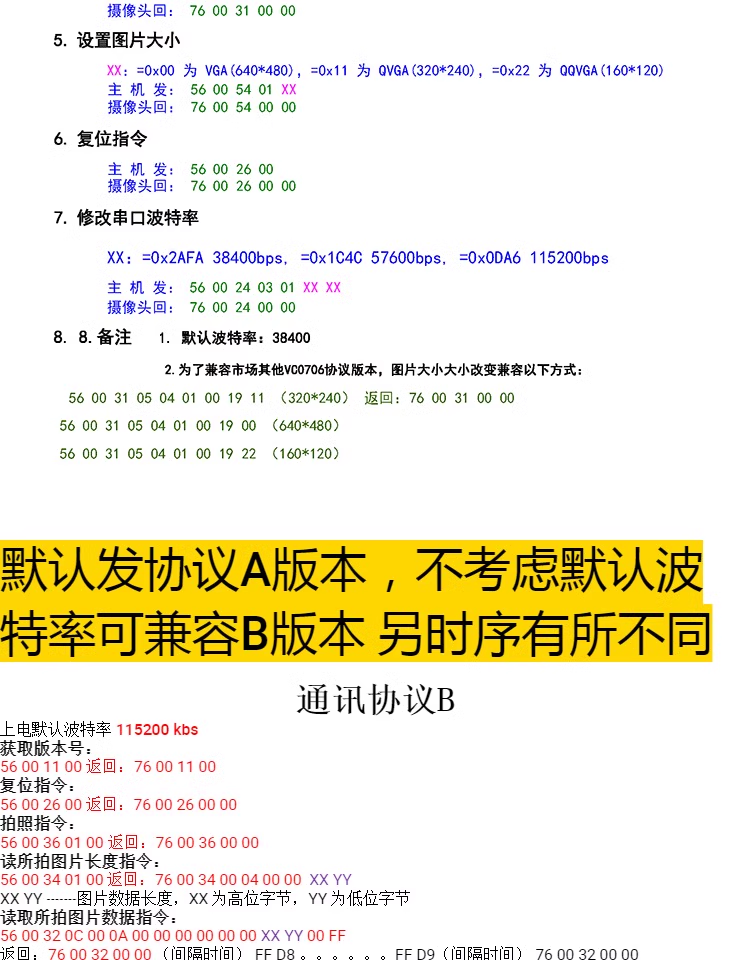 摄像头回： 76 00 31 00 00
5. 设置图片大小
XX：=0x00 为 VGA(640*480)，=0x11 为 QVGA(320*240)，=0x22 为 QQVGA(160*120)
主 机 发： 56 00 54 01 XX
摄像头回： 76 00 54 00 00
6. 复位指令
主 机 发： 56 00 26 00
摄像头回： 76 00 26 00 00
7. 修改串口波特率
XX：=0x2AFA 38400bps, =0x1C4C 57600bps, =0x0DA6 115200bps
主 机 发： 56 00 24 03 01 XX XX
摄像头回： 76 00 24 00 00
8. 8.备注 1. 默认波特率：38400
2.为了兼容市场其他VC0706协议版本，图片大小大小改变兼容以下方式：
56 00 31 05 04 01 00 19 11 （320*240） 返回：76 00 31 00 00
56 00 31 05 04 01 00 19 00 （640*480）
56 00 31 05 04 01 00 19 22 （160*120）
默认发协议A版本，不考虑默认波
特率可兼容B版本 另时序有所不同
通讯协议B
上电默认波特率 115200 kbs
获取版本号：
56 00 11 00 返回：76 00 11 00
复位指令：
56 00 26 00 返回：76 00 26 00 00
拍照指令：
56 00 36 01 00 返回：76 00 36 00 00
读所拍图片长度指令：
56 00 34 01 00 返回：76 00 34 00 04 00 00 XX YY
XX YY -------图片数据长度，XX 为高位字节，YY 为低位字节
读取所拍图片数据指令：
56 00 32 0C 00 0A 00 00 00 00 00 00 XX YY 00 FF
返回：76 00 32 00 00 （间隔时间） FF D8 。。。。。。FF D9（间隔时间） 76 00 32 00 00